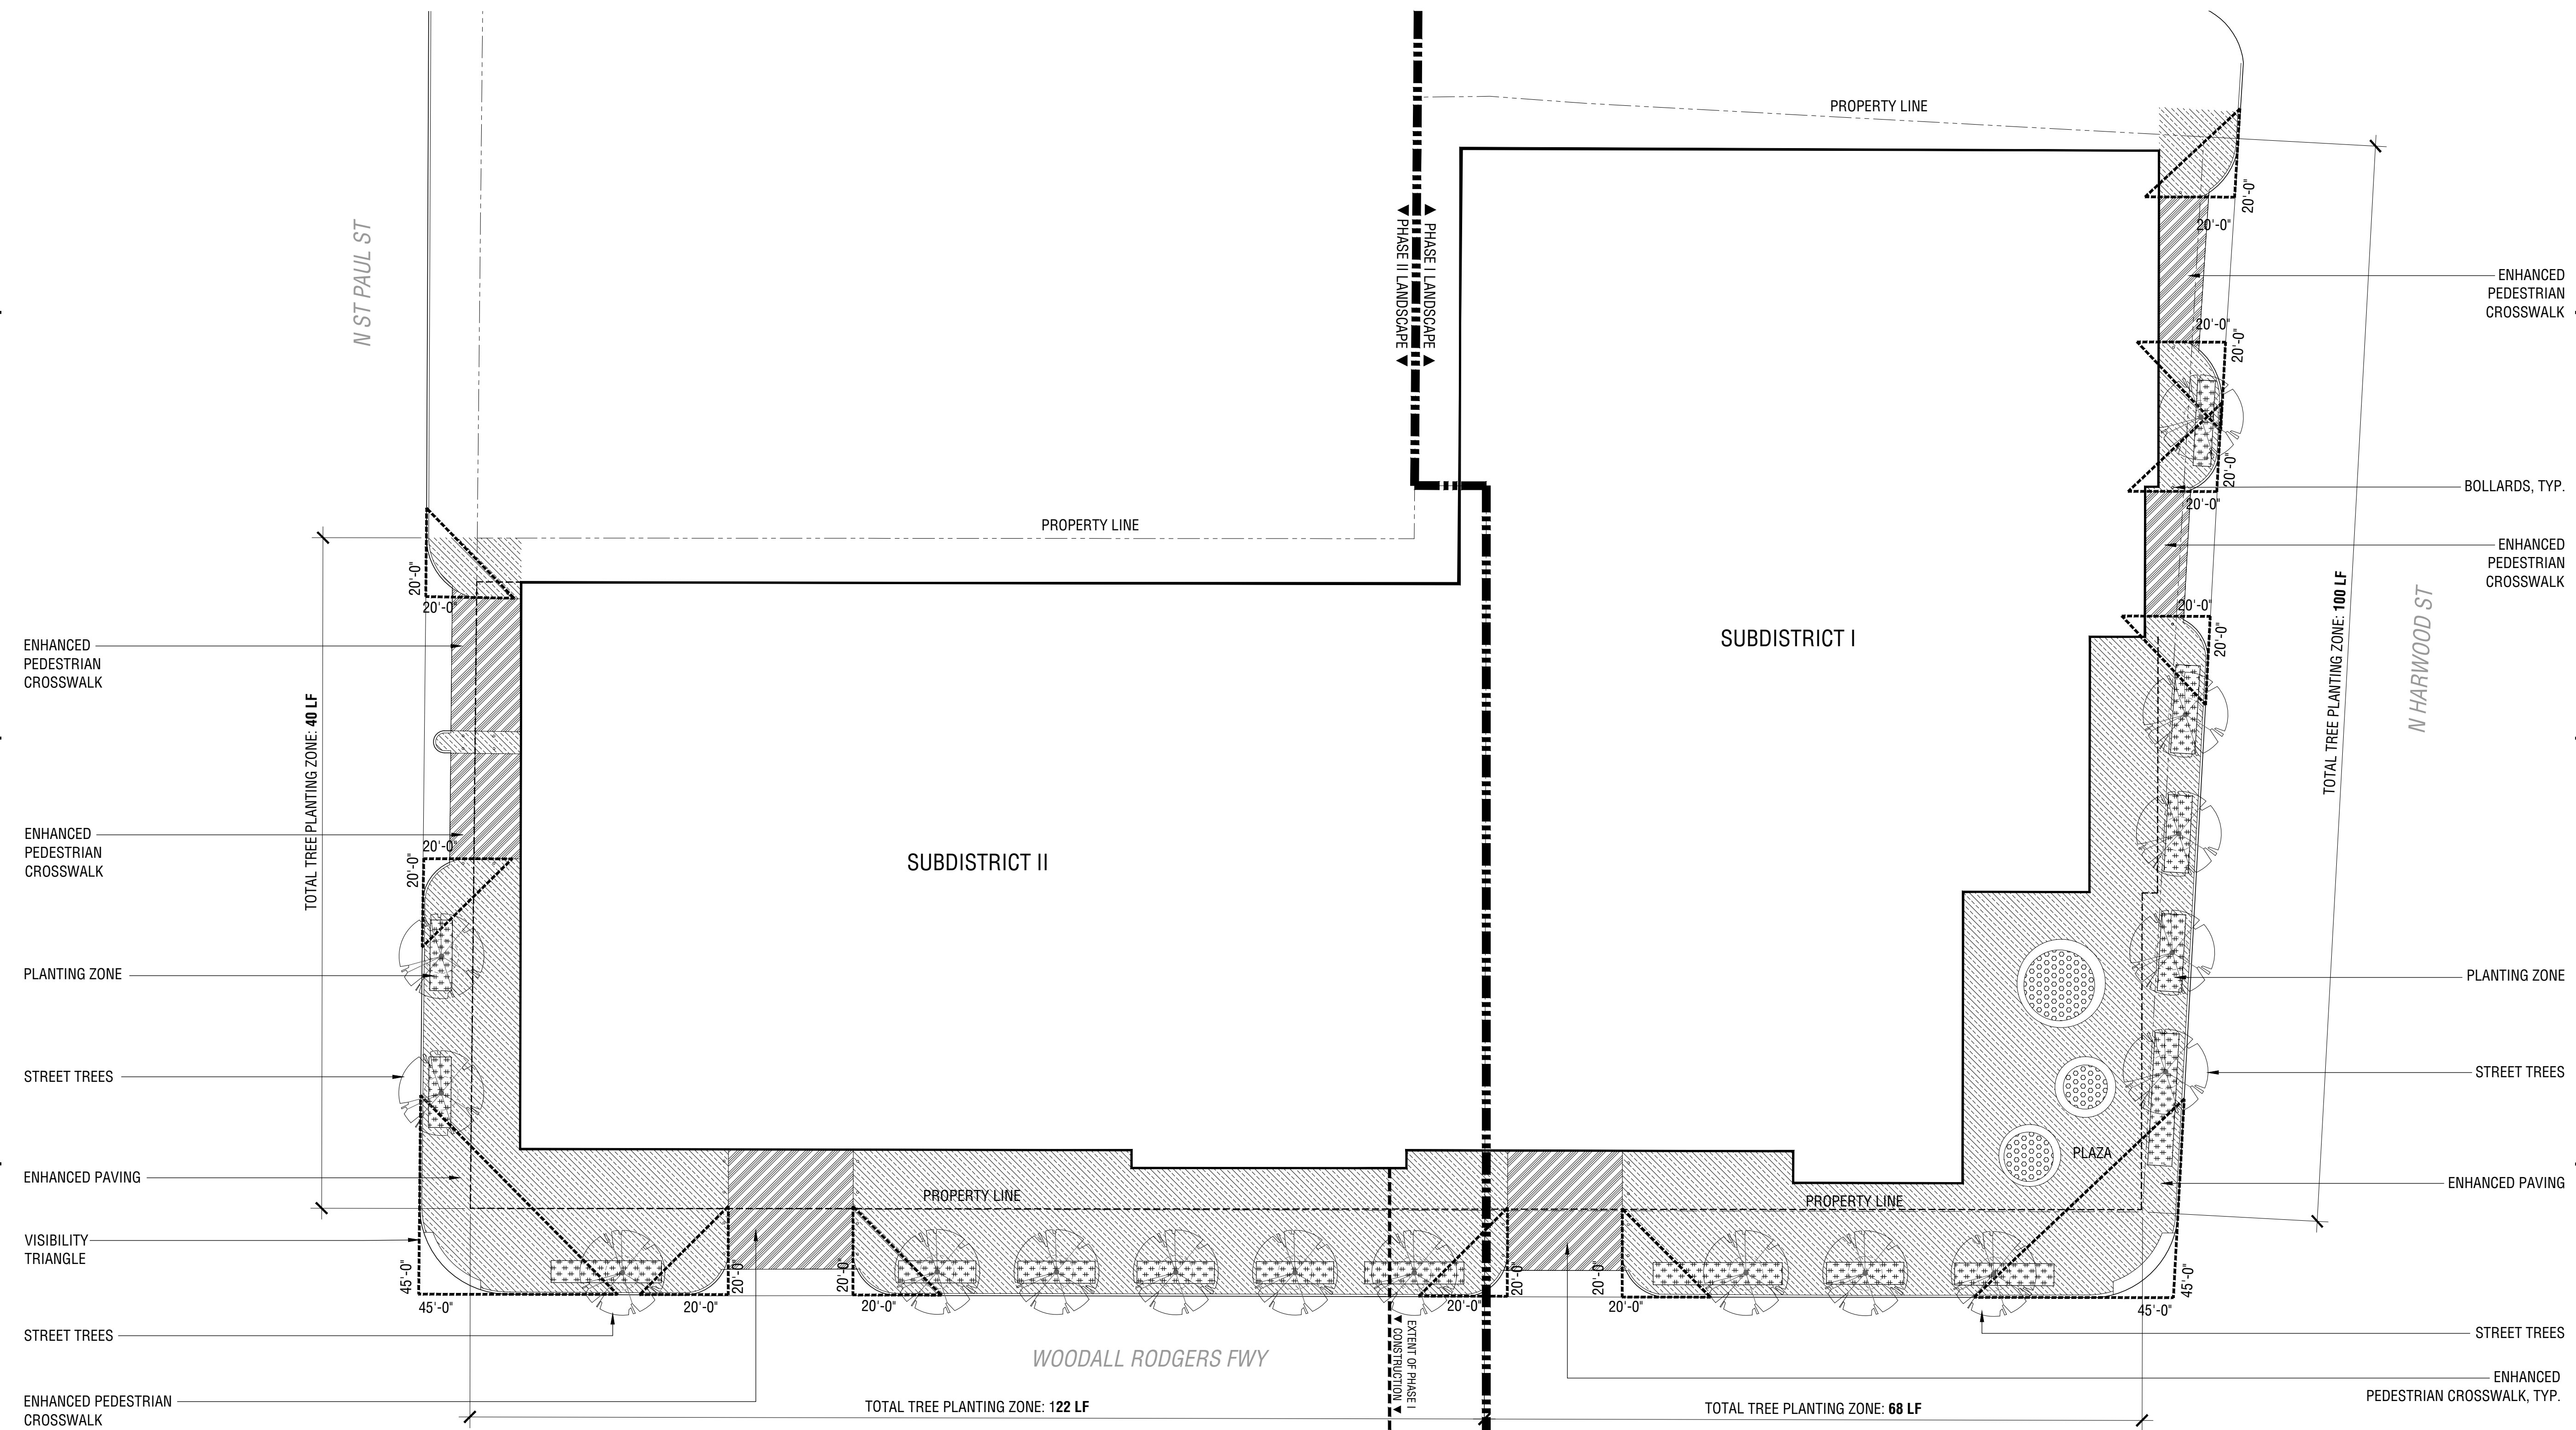 PROPERTY LINE
20'-0"
20'-0"
N ST PAUL ST
PHASE II LANDSCAPE
PHASE I LANDSCAPE
ENHANCED
PEDESTRIAN
CROSSWALK
20'-0"
20'-0"
20'-0"
20'-0"
BOLLARDS, TYP.
PROPERTY LINE
ENHANCED
PEDESTRIAN
CROSSWALK
20'-0"
20'-0"
20'-0"
20'-0"
TOTAL TREE PLANTING ZONE: 100 LF
N HARWOOD ST
SUBDISTRICT I
ENHANCED
PEDESTRIAN
CROSSWALK
TOTAL TREE PLANTING ZONE: 40 LF
ENHANCED
PEDESTRIAN
CROSSWALK
20'-0"
20'-0"
SUBDISTRICT II
PLANTING ZONE
PLANTING ZONE
STREET TREES
STREET TREES
PLAZA
ENHANCED PAVING
ENHANCED PAVING
PROPERTY LINE
PROPERTY LINE
VISIBILITY
TRIANGLE
45'-0"
45'-0"
20'-0"
20'-0"
20'-0"
20'-0"
20'-0"
20'-0"
20'-0"
20'-0"
45'-0"
45'-0"
STREET TREES
STREET TREES
WOODALL RODGERS FWY
EXTENT OF PHASE I
CONSTRUCTION
ENHANCED PEDESTRIAN
CROSSWALK
ENHANCED
PEDESTRIAN CROSSWALK, TYP.
TOTAL TREE PLANTING ZONE: 122 LF
TOTAL TREE PLANTING ZONE: 68 LF